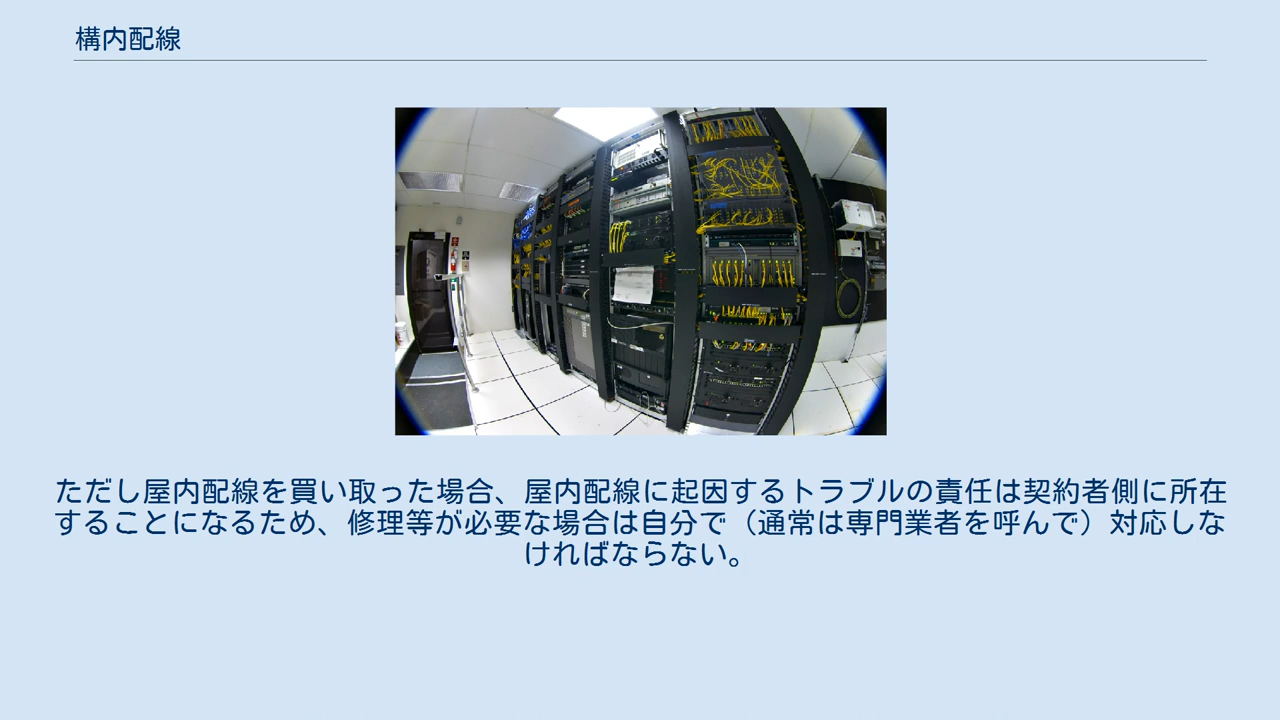 構内配線
ただし屋内配線を買い取った場合、屋内配線に起因するトラブルの責任は契約者側に所在
することになるため、修理等が必要な場合は自分で（通常は専門業者を呼んで）対応しな
ければならない。